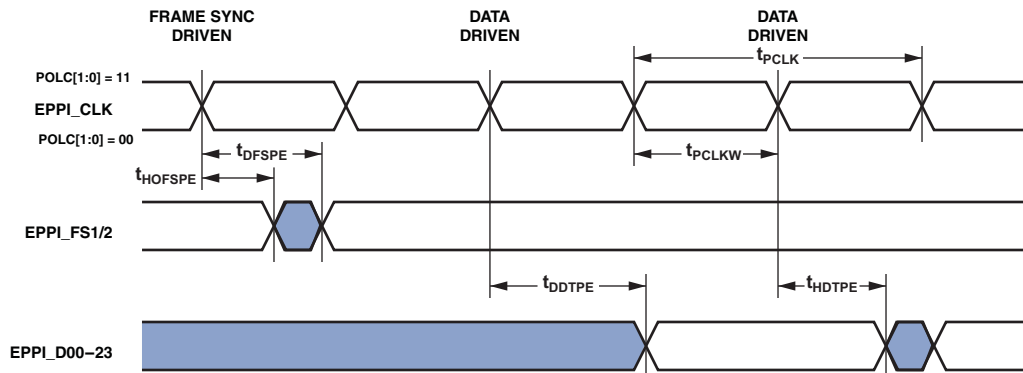 FRAME SYNC
DRIVEN
DATA
DRIVEN
DATA
DRIVEN
tPCLK
POLC[1:0] = 11
EPPI_CLK
POLC[1:0] = 00
tDFSPE
tPCLKW
tHOFSPE
EPPI_FS1/2
tDDTPE
tHDTPE
EPPI_D00–23